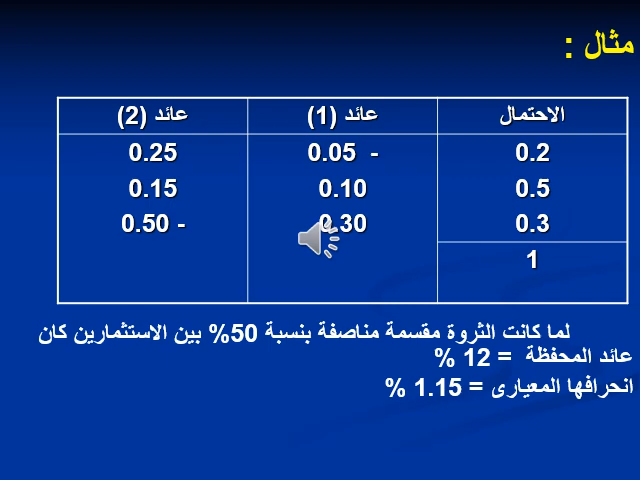 مثال :
الاحتمال عائد (1) عائد (2)
0.2 - 0.05 0.25
0.5 0.10 0.15
0.3 0.30 - 0.50
1
لما كانت الثروة مقسمة مناصفة بنسبة 50% بين الاستثمارين كان
عائد المحفظة = 12 %
انحرافها المعيارى = 1.15 %